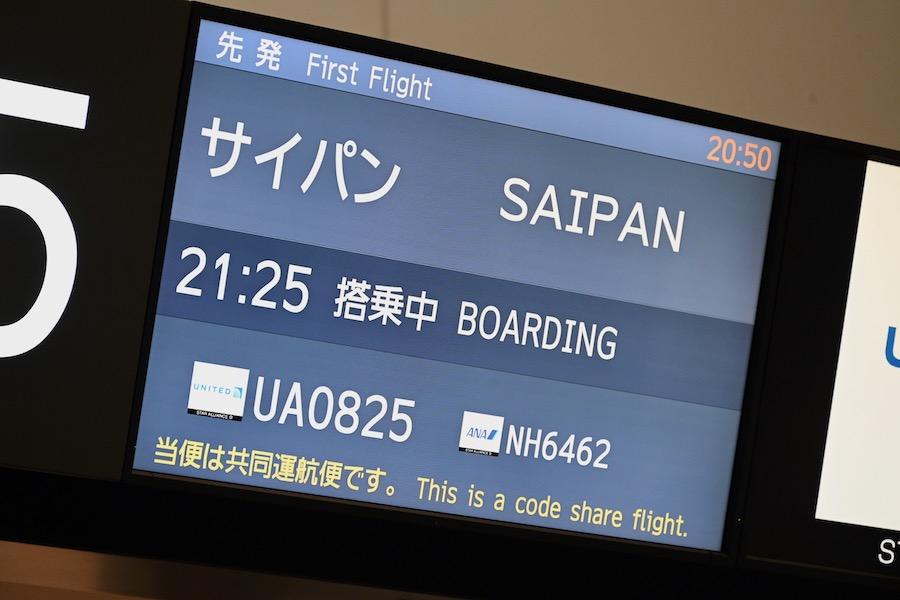 5
先発 First Flight 20:50
サイパン SAIPAN
21:25 搭乗中 BOARDING
UNITED STAR ALLIANCE UA0825 ANA NH6462
当便は共同運航便です。 This is a code share flight.